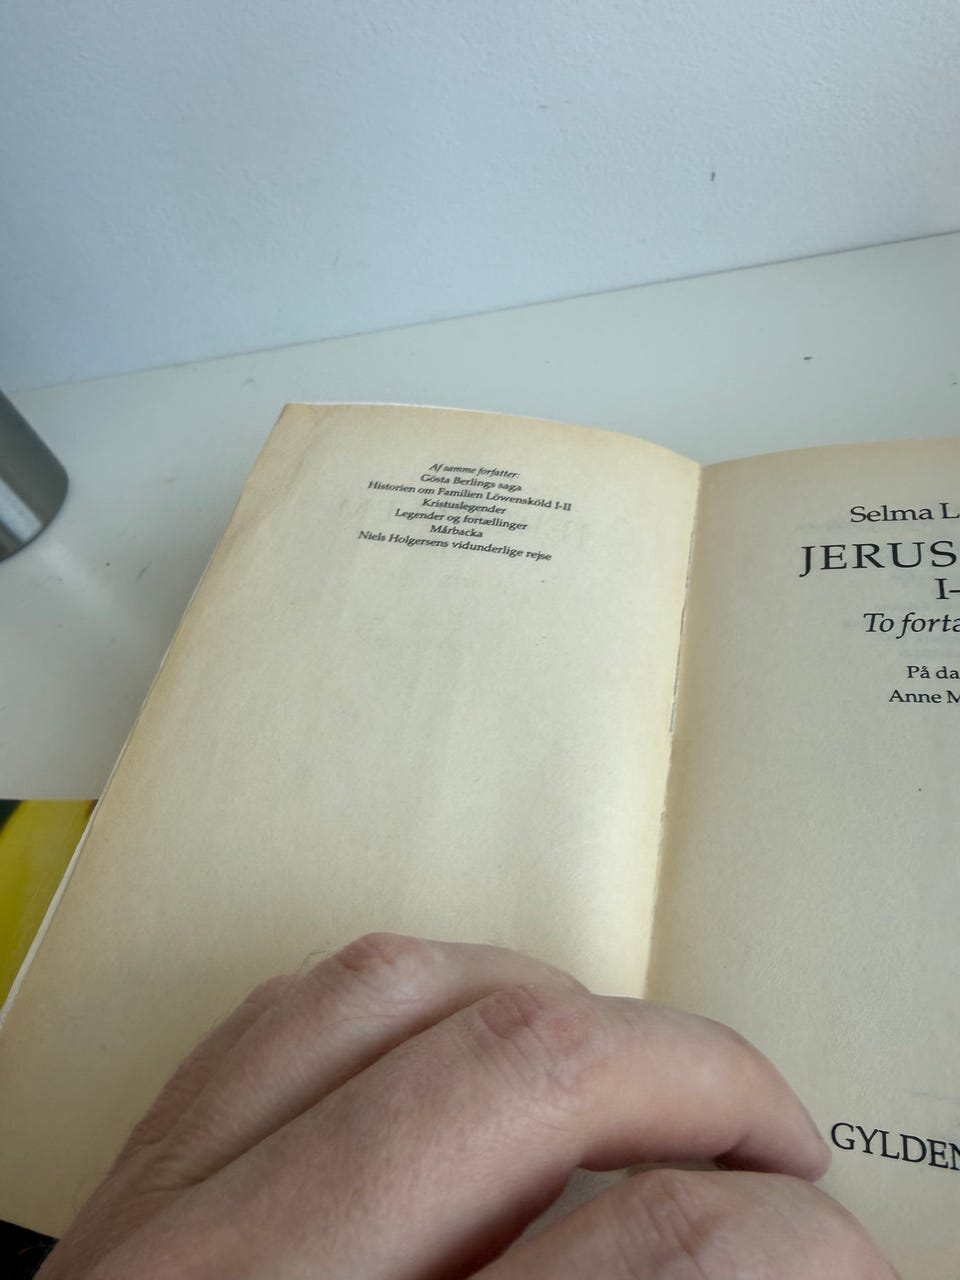 Af samme forfatter:
Gösta Berlings saga
Historien om Familien Löwensköld I-II
Kristuslegender
Legender og fortællinger
Mårbacka
Niels Holgersens vidunderlige rejse
Selma L
JERUS
I-
To forta
På da
Anne M
GYLDEN